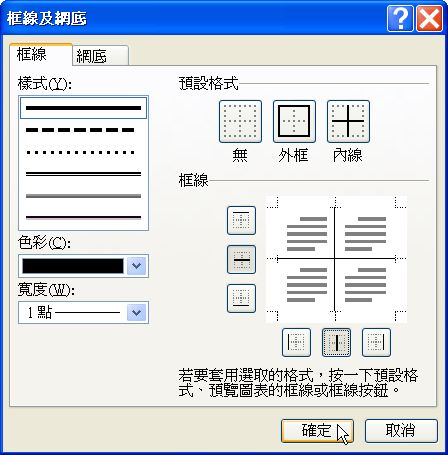 框線及網底
框線
網底
樣式(Y):
預設格式
無
外框
內線
框線
色彩(C):
寬度(W):
1 點
若要套用選取的格式，按一下預設格
式、預覽圖表的框線或框線按鈕。
確定
取消